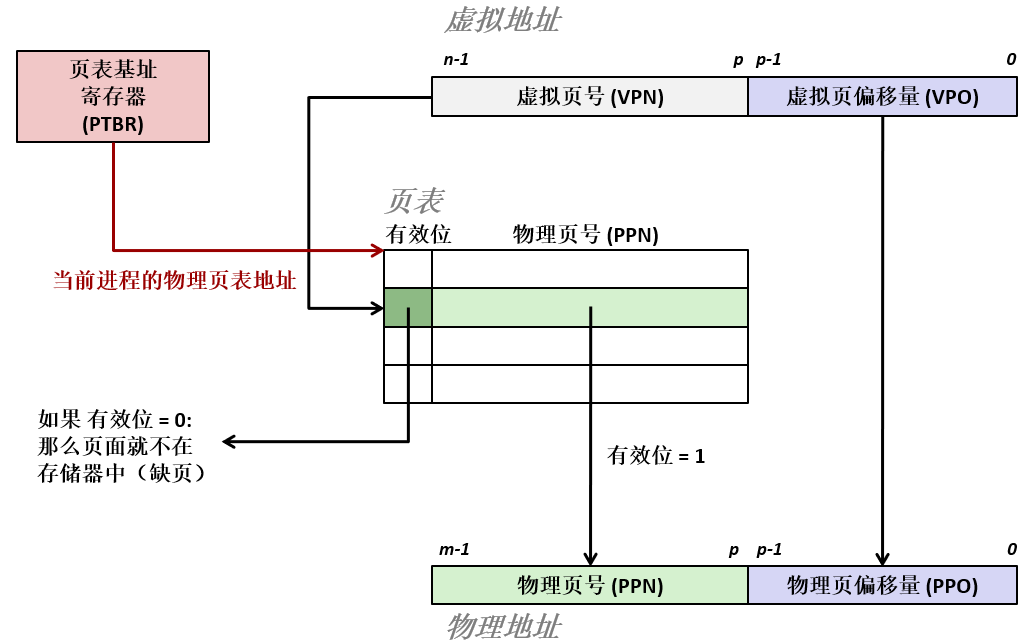 虚拟地址
页表基址
寄存器
(PTBR)
n-1 p p-1 0
虚拟页号 (VPN) 虚拟页偏移量 (VPO)
页表
有效位 物理页号 (PPN)
当前进程的物理页表地址
如果 有效位 = 0:
那么页面就不在
存储器中（缺页）
有效位 = 1
m-1 p p-1 0
物理页号 (PPN) 物理页偏移量 (PPO)
物理地址